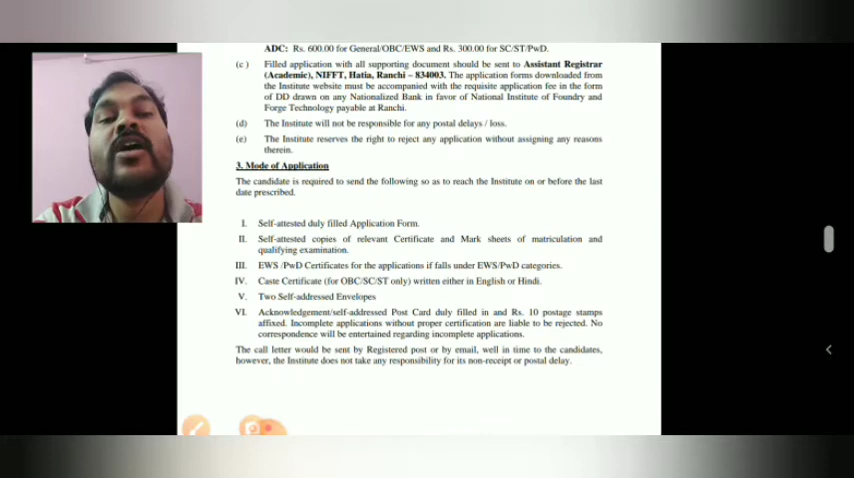 ADC: Rs. 600.00 for General/OBC/EWS and Rs. 300.00 for SC/ST/PwD.
(c ) Filled application with all supporting document should be sent to Assistant Registrar
(Academic), NIFFT, Hatia, Ranchi – 834003. The application forms downloaded from
the Institute website must be accompanied with the requisite application fee in the form
of DD drawn on any Nationalized Bank in favor of National Institute of Foundry and
Forge Technology payable at Ranchi.
(d) The Institute will not be responsible for any postal delays / loss.
(e) The Institute reserves the right to reject any application without assigning any reasons
therein.
3. Mode of Application
The candidate is required to send the following so as to reach the Institute on or before the last
date prescribed.
I. Self-attested duly filled Application Form.
II. Self-attested copies of relevant Certificate and Mark sheets of matriculation and
qualifying examination.
III. EWS /PwD Certificates for the applications if falls under EWS/PwD categories.
IV. Caste Certificate (for OBC/SC/ST only) written either in English or Hindi.
V. Two Self-addressed Envelopes
VI. Acknowledgement/self-addressed Post Card duly filled in and Rs. 10 postage stamps
affixed. Incomplete applications without proper certification are liable to be rejected. No
correspondence will be entertained regarding incomplete applications.
The call letter would be sent by Registered post or by email, well in time to the candidates,
however, the Institute does not take any responsibility for its non-receipt or postal delay.